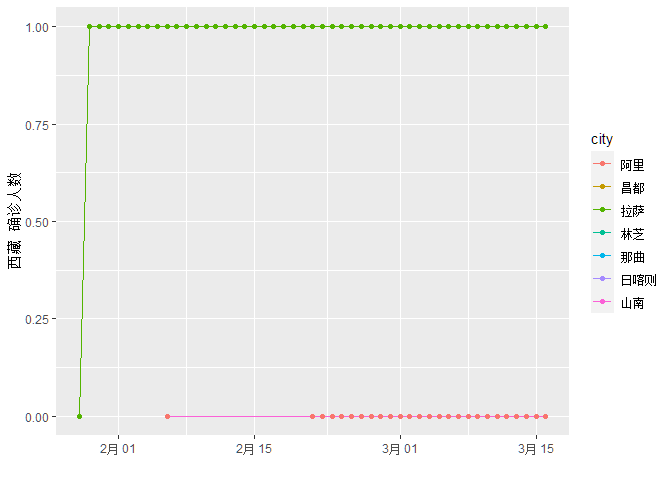 1.00
0.75
0.50
0.25
0.00
西藏 确诊人数
2月 01
2月 15
3月 01
3月 15
city
阿里
昌都
拉萨
林芝
那曲
日喀则
山南